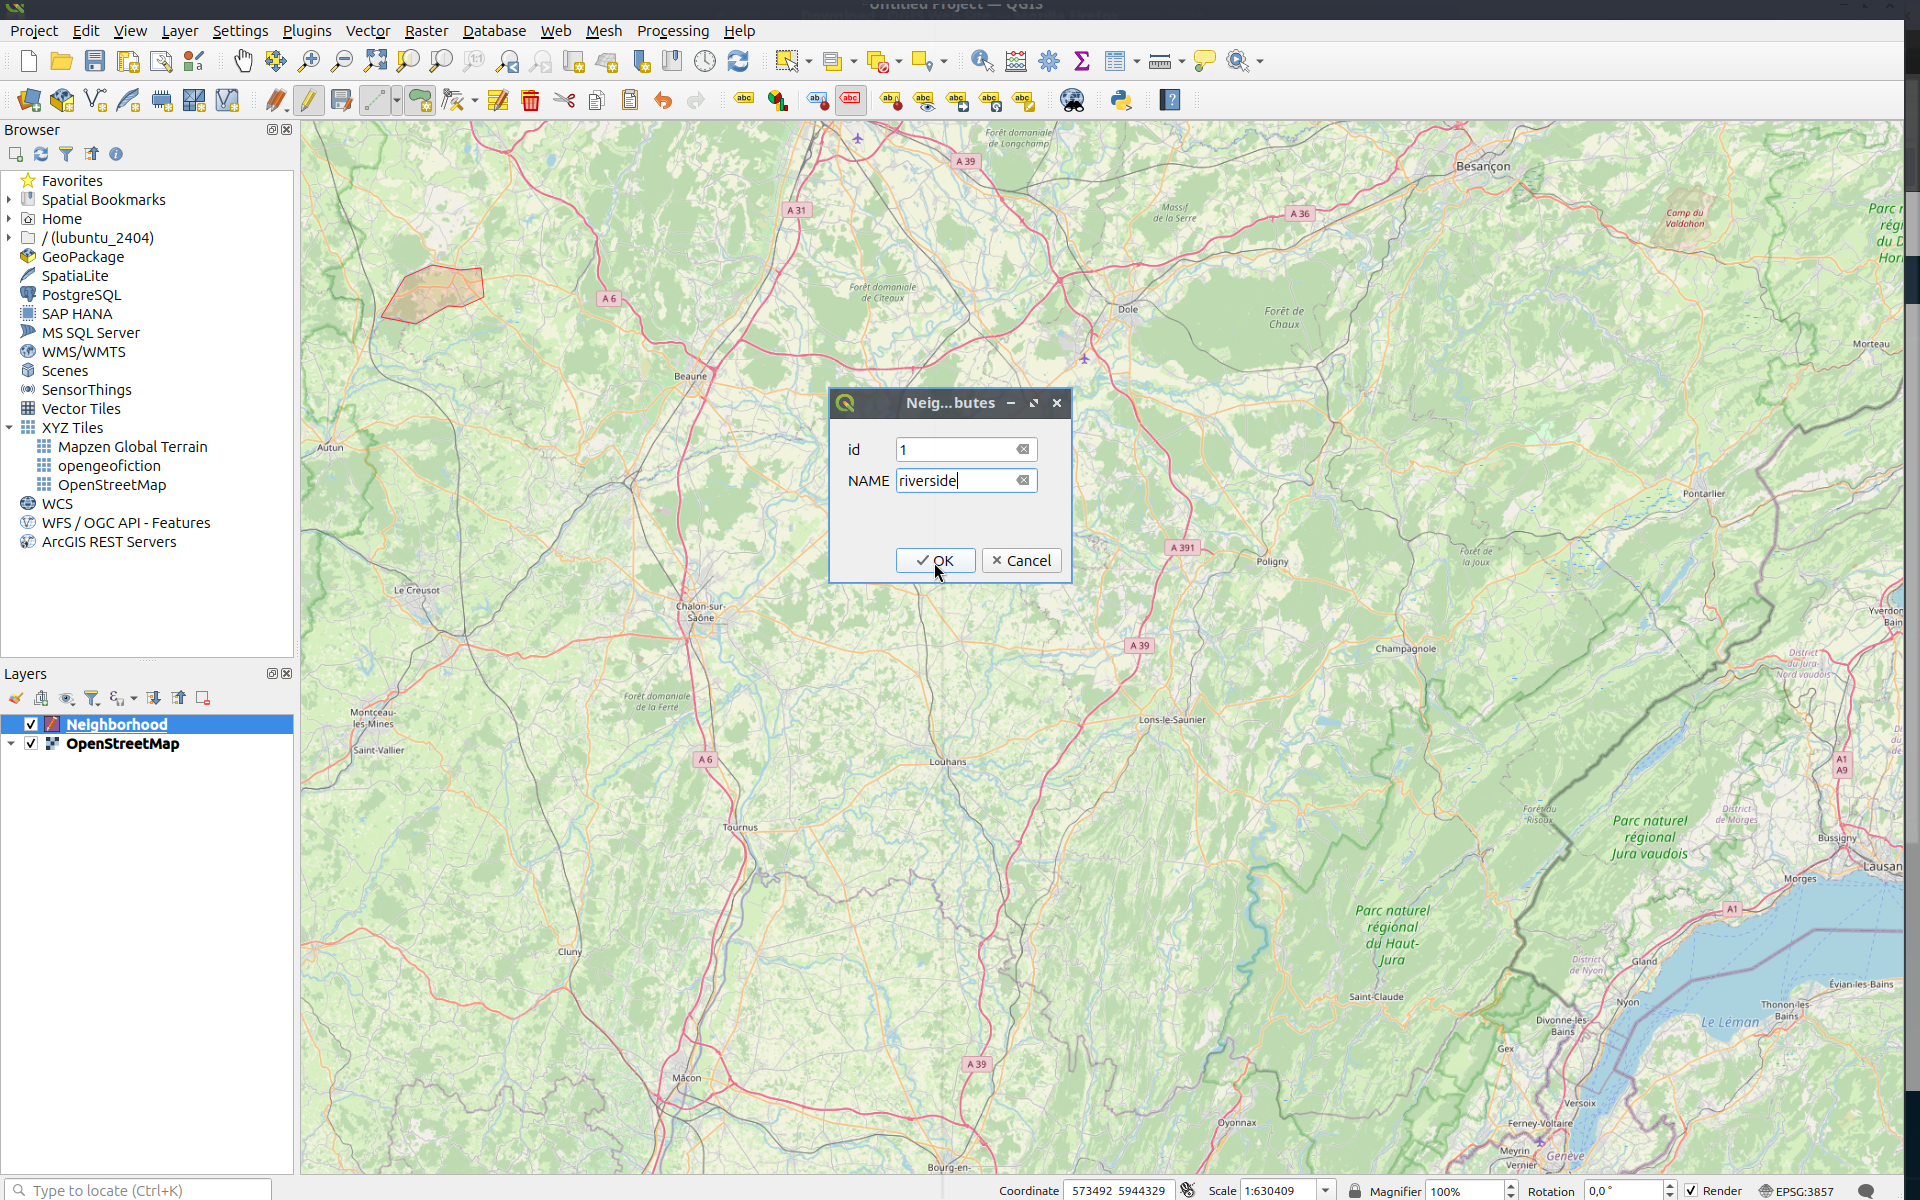 *Untitled Project — QGIS
Project Edit View Layer Settings Plugins Vector Raster Database Web Mesh Processing Help
Browser
Favorites
Spatial Bookmarks
Home
/ (lubuntu_2404)
GeoPackage
SpatiaLite
PostgreSQL
SAP HANA
MS SQL Server
WMS/WMTS
Scenes
SensorThings
Vector Tiles
XYZ Tiles
Mapzen Global Terrain
opengeofiction
OpenStreetMap
WCS
WFS / OGC API - Features
ArcGIS REST Servers
Layers
Neighborhood
OpenStreetMap
Neig...butes
id 1
NAME riverside
OK Cancel
Forêt domaniale
de Longchamp
A 39
Besançon
A 31
Massif
de la Serre
A 36
Camp du
Valdahon
Forêt domaniale
de Cîteaux
A 6
Dole
Forêt de
Chaux
Morteau
Beaune
Autun
Pontarlier
A 391
Poligny
Forêt de
la Joux
Le Creusot
Chalon-sur-
Saône
A 39
Champagnole
District
du Jura-
Nord vaudois
Forêt domaniale
de la Ferté
Montceau-
les-Mines
Saint-Vallier
Lons-le-Saunier
A 6
Louhans
A1
A9
Forêt du
Risoux
District
de Morges
Tournus
Parc naturel
régional
Jura vaudois
Bussigny
Lausan
Morges
A1
Parc naturel
régional
du Haut-
Jura
Cluny
District
de Nyon
Gland
Saint-Claude
Nyon
Évian-les-Bains
Thonon-les-
Bains
Divonne-les-
Bains
Le Léman
Gex
A 39
Mâcon
Versoix
Oyonnax
Ferney-Voltaire
Meyrin
Vernier
Genève
Bourg-en-
Type to locate (Ctrl+K)
Coordinate 573492 5944329 Scale 1:630409 Magnifier 100% Rotation 0,0 ° Render EPSG:3857